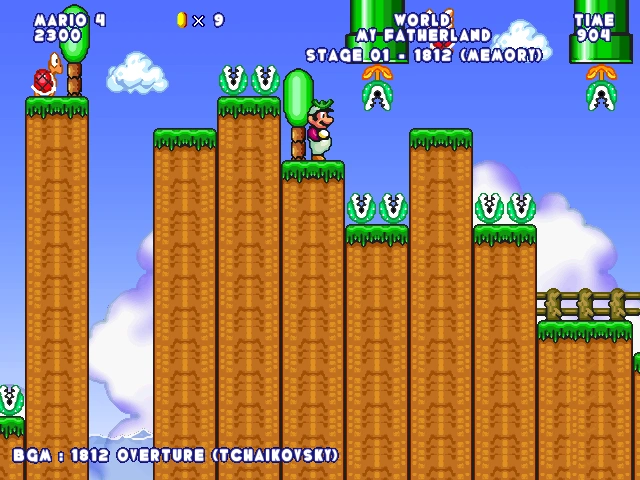 MARIO 4
2300
× 9
WORLD
MY FATHERLAND
STAGE 01 - 1812 (MEMORY)
TIME
904
BGM : 1812 OVERTURE (TCHAIKOVSKY)